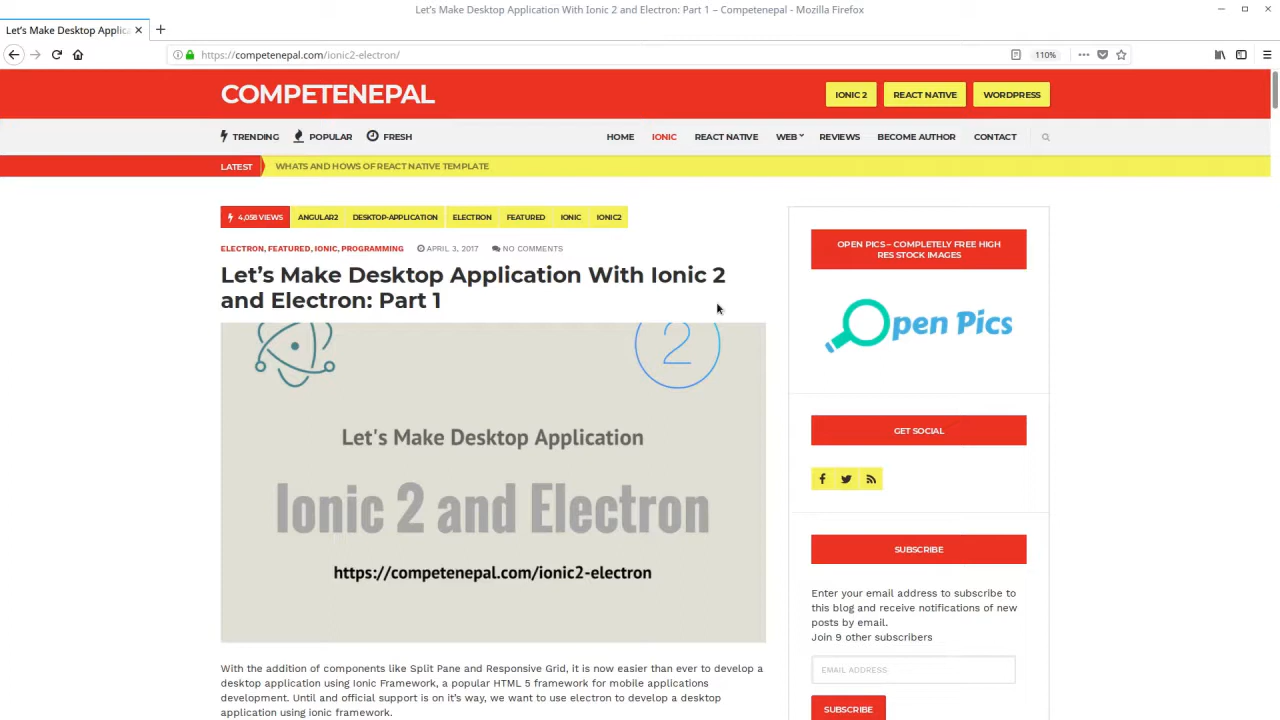 Let's Make Desktop Application With Ionic 2 and Electron: Part 1 – Competenepal - Mozilla Firefox
Let's Make Desktop Applica
https://competenepal.com/ionic2-electron/
110%
COMPETENEPAL
IONIC 2
REACT NATIVE
WORDPRESS
TRENDING
POPULAR
FRESH
HOME
IONIC
REACT NATIVE
WEB
REVIEWS
BECOME AUTHOR
CONTACT
LATEST
WHATS AND HOWS OF REACT NATIVE TEMPLATE
4,058 VIEWS
ANGULAR2
DESKTOP-APPLICATION
ELECTRON
FEATURED
IONIC
IONIC2
ELECTRON, FEATURED, IONIC, PROGRAMMING
APRIL 3, 2017
NO COMMENTS
Let's Make Desktop Application With Ionic 2
and Electron: Part 1
2
Let's Make Desktop Application
Ionic 2 and Electron
https://competenepal.com/ionic2-electron
With the addition of components like Split Pane and Responsive Grid, it is now easier than ever to develop a
desktop application using Ionic Framework, a popular HTML 5 framework for mobile applications
development. Until and official support is on it's way, we want to use electron to develop a desktop
application using ionic framework.
OPEN PICS – COMPLETELY FREE HIGH
RES STOCK IMAGES
Open Pics
GET SOCIAL
SUBSCRIBE
Enter your email address to subscribe to
this blog and receive notifications of new
posts by email.
Join 9 other subscribers
EMAIL ADDRESS
SUBSCRIBE